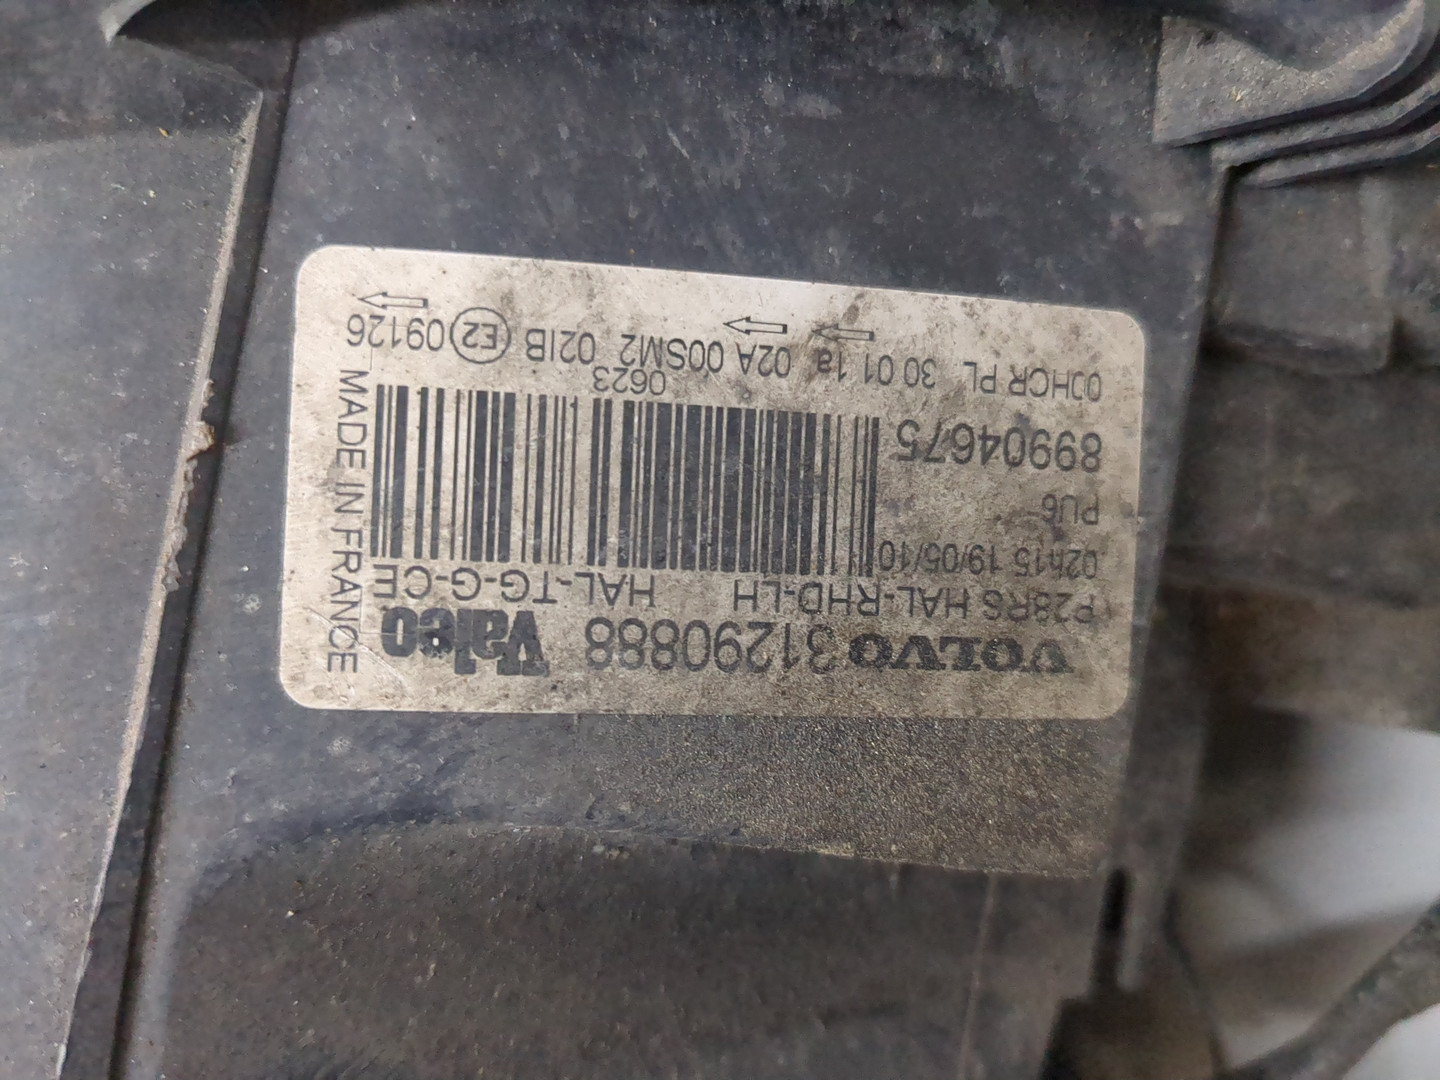 VOLVO 31290888 Valeo
P28RS HAL-RHD-LH HAL-TG-G-CE
02h15 19/05/10
PU6
89904675
0623
00HCR PL 30 01 1a 02A 00SM2 02IB E2 09126
MADE IN FRANCE